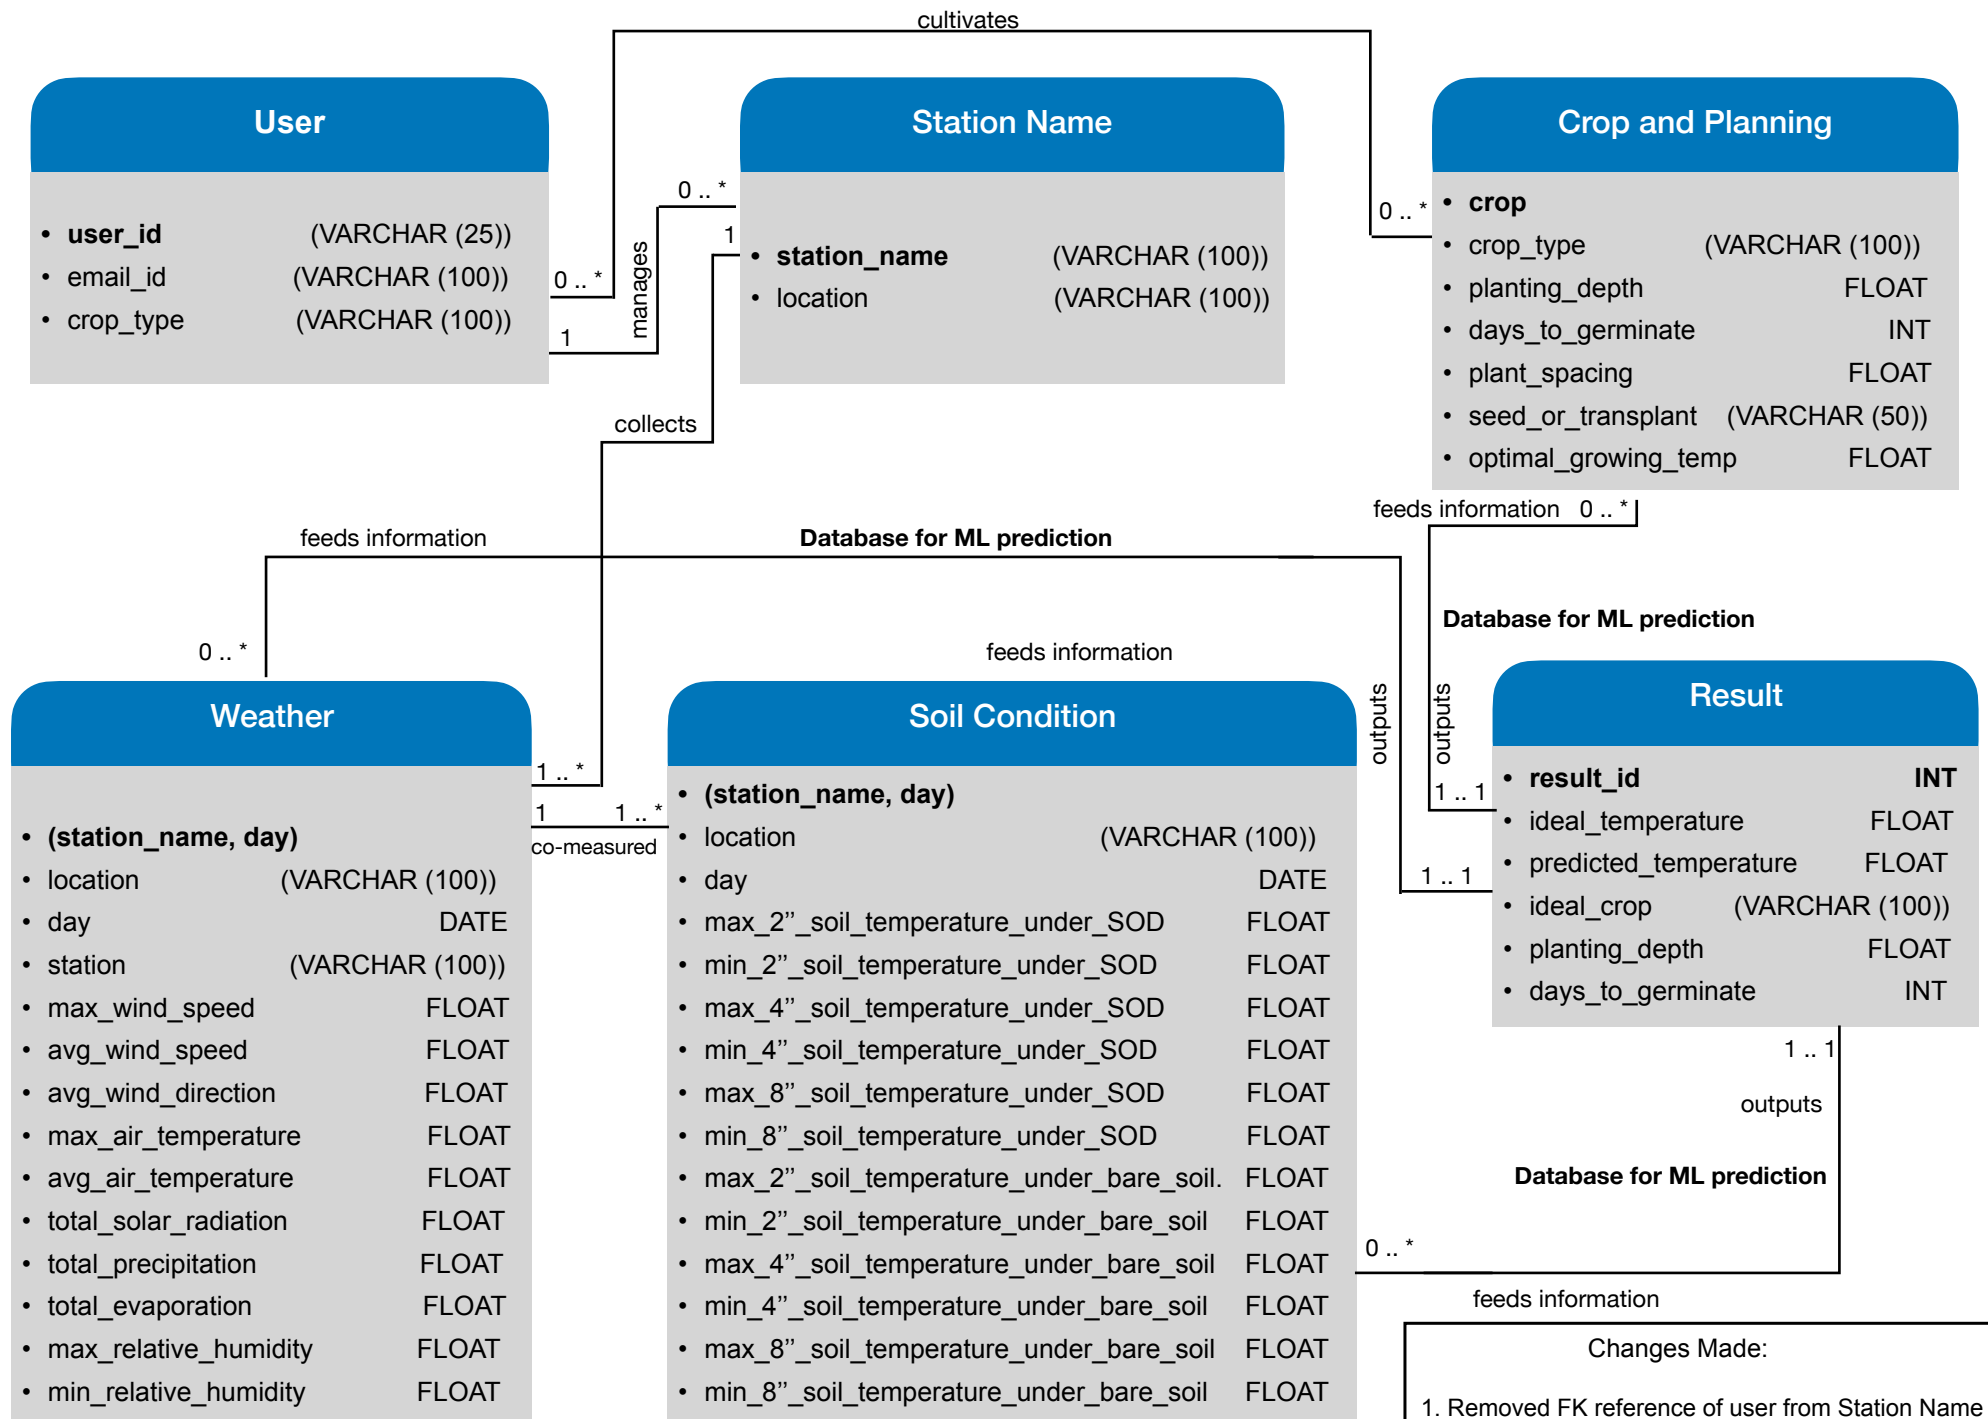 cultivates
User
• user_id (VARCHAR (25))
• email_id (VARCHAR (100))
• crop_type (VARCHAR (100))
0 .. *
1
manages
0 .. *
1
Station Name
• station_name (VARCHAR (100))
• location (VARCHAR (100))
collects
Crop and Planning
0 .. *
• crop
• crop_type (VARCHAR (100))
• planting_depth FLOAT
• days_to_germinate INT
• plant_spacing FLOAT
• seed_or_transplant (VARCHAR (50))
• optimal_growing_temp FLOAT
feeds information 0 .. *
feeds information
Database for ML prediction
Database for ML prediction
0 .. *
feeds information
outputs
outputs
Weather
• (station_name, day)
• location (VARCHAR (100))
• day DATE
• station (VARCHAR (100))
• max_wind_speed FLOAT
• avg_wind_speed FLOAT
• avg_wind_direction FLOAT
• max_air_temperature FLOAT
• avg_air_temperature FLOAT
• total_solar_radiation FLOAT
• total_precipitation FLOAT
• total_evaporation FLOAT
• max_relative_humidity FLOAT
• min_relative_humidity FLOAT
1 .. *
1 1 .. *
co-measured
Soil Condition
• (station_name, day)
• location (VARCHAR (100))
• day DATE
• max_2’’_soil_temperature_under_SOD FLOAT
• min_2’’_soil_temperature_under_SOD FLOAT
• max_4’’_soil_temperature_under_SOD FLOAT
• min_4’’_soil_temperature_under_SOD FLOAT
• max_8’’_soil_temperature_under_SOD FLOAT
• min_8’’_soil_temperature_under_SOD FLOAT
• max_2’’_soil_temperature_under_bare_soil. FLOAT
• min_2’’_soil_temperature_under_bare_soil FLOAT
• max_4’’_soil_temperature_under_bare_soil FLOAT
• min_4’’_soil_temperature_under_bare_soil FLOAT
• max_8’’_soil_temperature_under_bare_soil FLOAT
• min_8’’_soil_temperature_under_bare_soil FLOAT
Result
1 .. 1
1 .. 1
• result_id INT
• ideal_temperature FLOAT
• predicted_temperature FLOAT
• ideal_crop (VARCHAR (100))
• planting_depth FLOAT
• days_to_germinate INT
1 .. 1
outputs
Database for ML prediction
0 .. *
feeds information
Changes Made:
1. Removed FK reference of user from Station Name